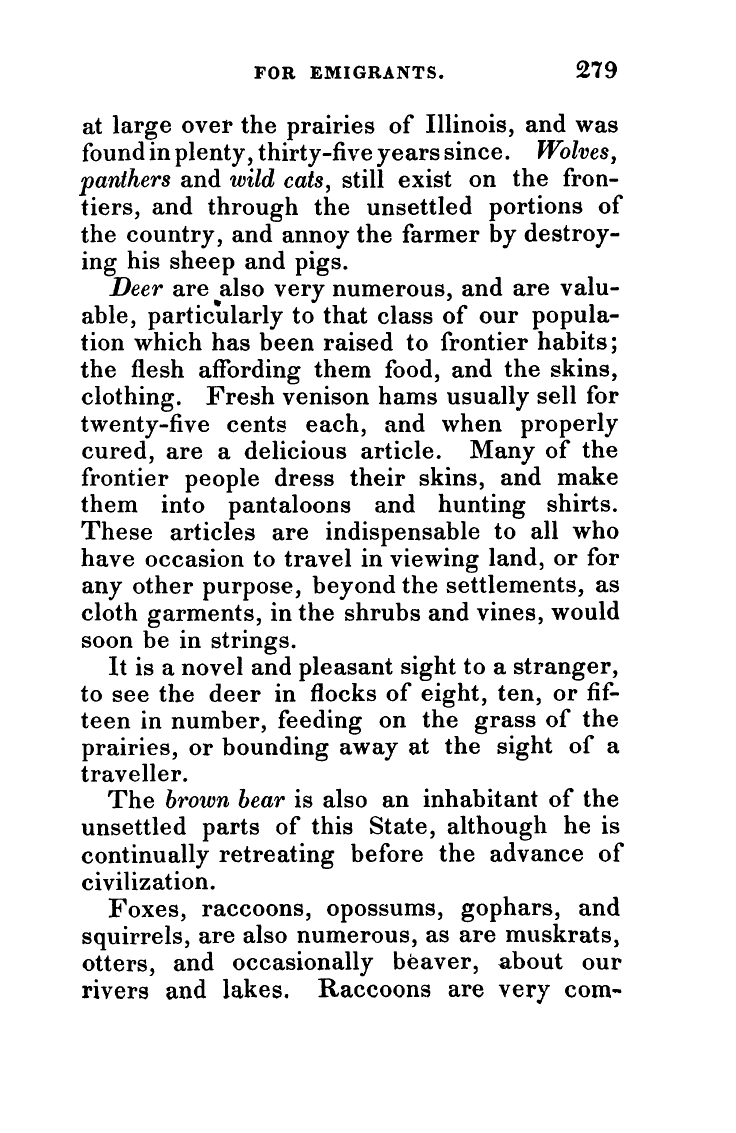 FOR EMIGRANTS. 279
at large over the prairies of Illinois, and was
found in plenty, thirty-five years since. Wolves,
panthers and wild cats, still exist on the fron-
tiers, and through the unsettled portions of
the country, and annoy the farmer by destroy-
ing his sheep and pigs.
Deer are also very numerous, and are valu-
able, particularly to that class of our popula-
tion which has been raised to frontier habits;
the flesh affording them food, and the skins,
clothing. Fresh venison hams usually sell for
twenty-five cents each, and when properly
cured, are a delicious article. Many of the
frontier people dress their skins, and make
them into pantaloons and hunting shirts.
These articles are indispensable to all who
have occasion to travel in viewing land, or for
any other purpose, beyond the settlements, as
cloth garments, in the shrubs and vines, would
soon be in strings.
It is a novel and pleasant sight to a stranger,
to see the deer in flocks of eight, ten, or fif-
teen in number, feeding on the grass of the
prairies, or bounding away at the sight of a
traveller.
The brown bear is also an inhabitant of the
unsettled parts of this State, although he is
continually retreating before the advance of
civilization.
Foxes, raccoons, opossums, gophars, and
squirrels, are also numerous, as are muskrats,
otters, and occasionally beaver, about our
rivers and lakes. Raccoons are very com-